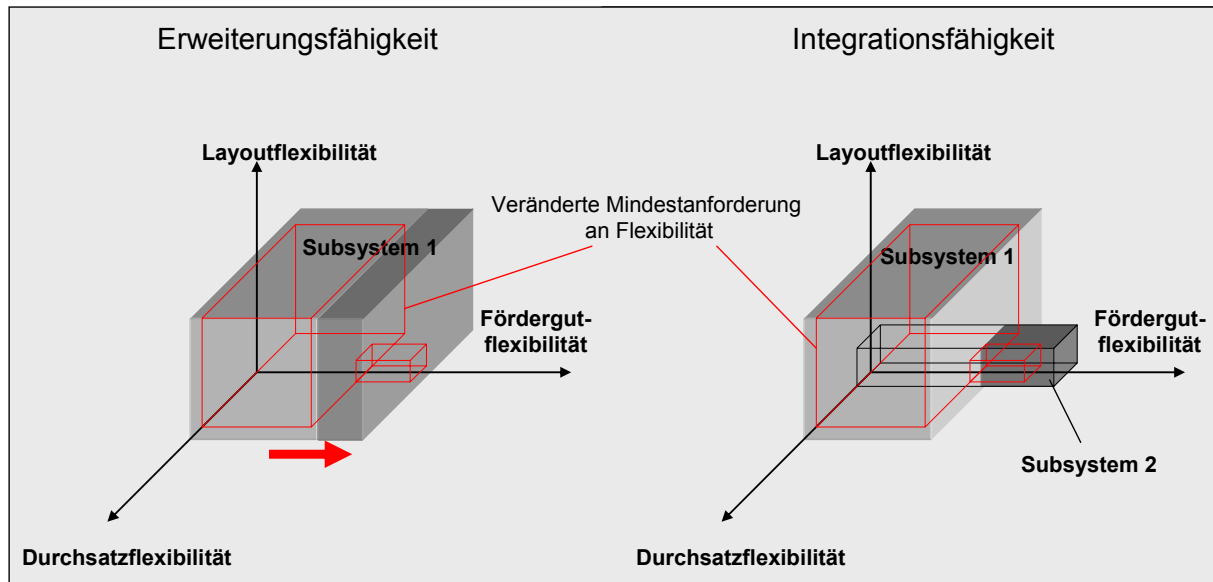 Erweiterungsfähigkeit
Integrationsfähigkeit
Layoutflexibilität
Layoutflexibilität
Veränderte Mindestanforderung
an Flexibilität
Subsystem 1
Subsystem 1
Fördergut-
flexibilität
Fördergut-
flexibilität
Subsystem 2
Durchsatzflexibilität
Durchsatzflexibilität